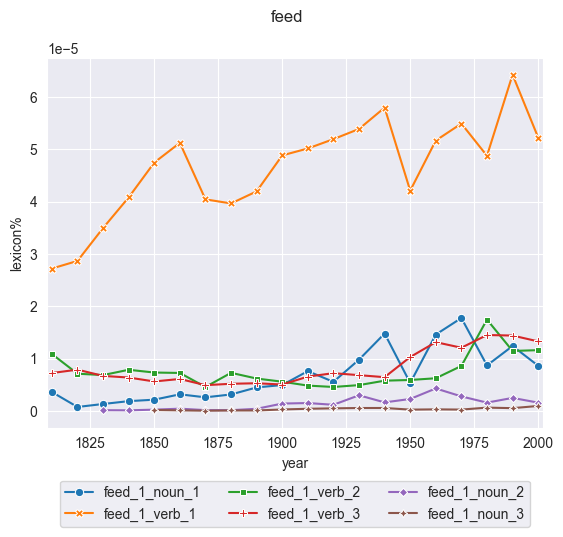 feed
1e−5
6
5
4
3
2
1
0
lexicon%
1825 1850 1875 1900 1925 1950 1975 2000
year
feed_1_noun_1 feed_1_verb_2 feed_1_noun_2
feed_1_verb_1 feed_1_verb_3 feed_1_noun_3